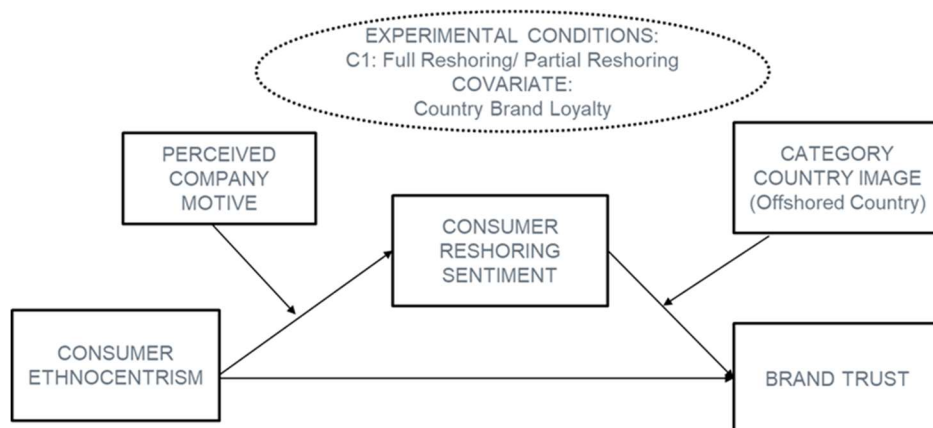 EXPERIMENTAL CONDITIONS:
C1: Full Reshoring/ Partial Reshoring
COVARIATE:
Country Brand Loyalty
PERCEIVED
COMPANY
MOTIVE
CATEGORY
COUNTRY IMAGE
(Offshored Country)
CONSUMER
RESHORING
SENTIMENT
CONSUMER
ETHNOCENTRISM
BRAND TRUST